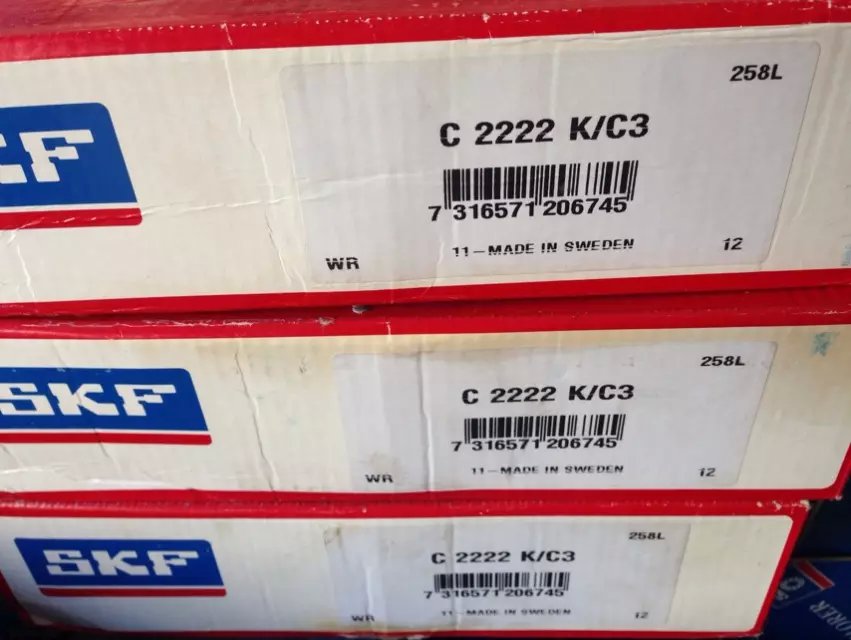 258L
C 2222 K/C3
7 316571 206745
WR 11-MADE IN SWEDEN 12
SKF
258L
C 2222 K/C3
7 316571 206745
WR 11-MADE IN SWEDEN 12
SKF
258L
C 2222 K/C3
7 316571 206745
WR 11-MADE IN SWEDEN 12